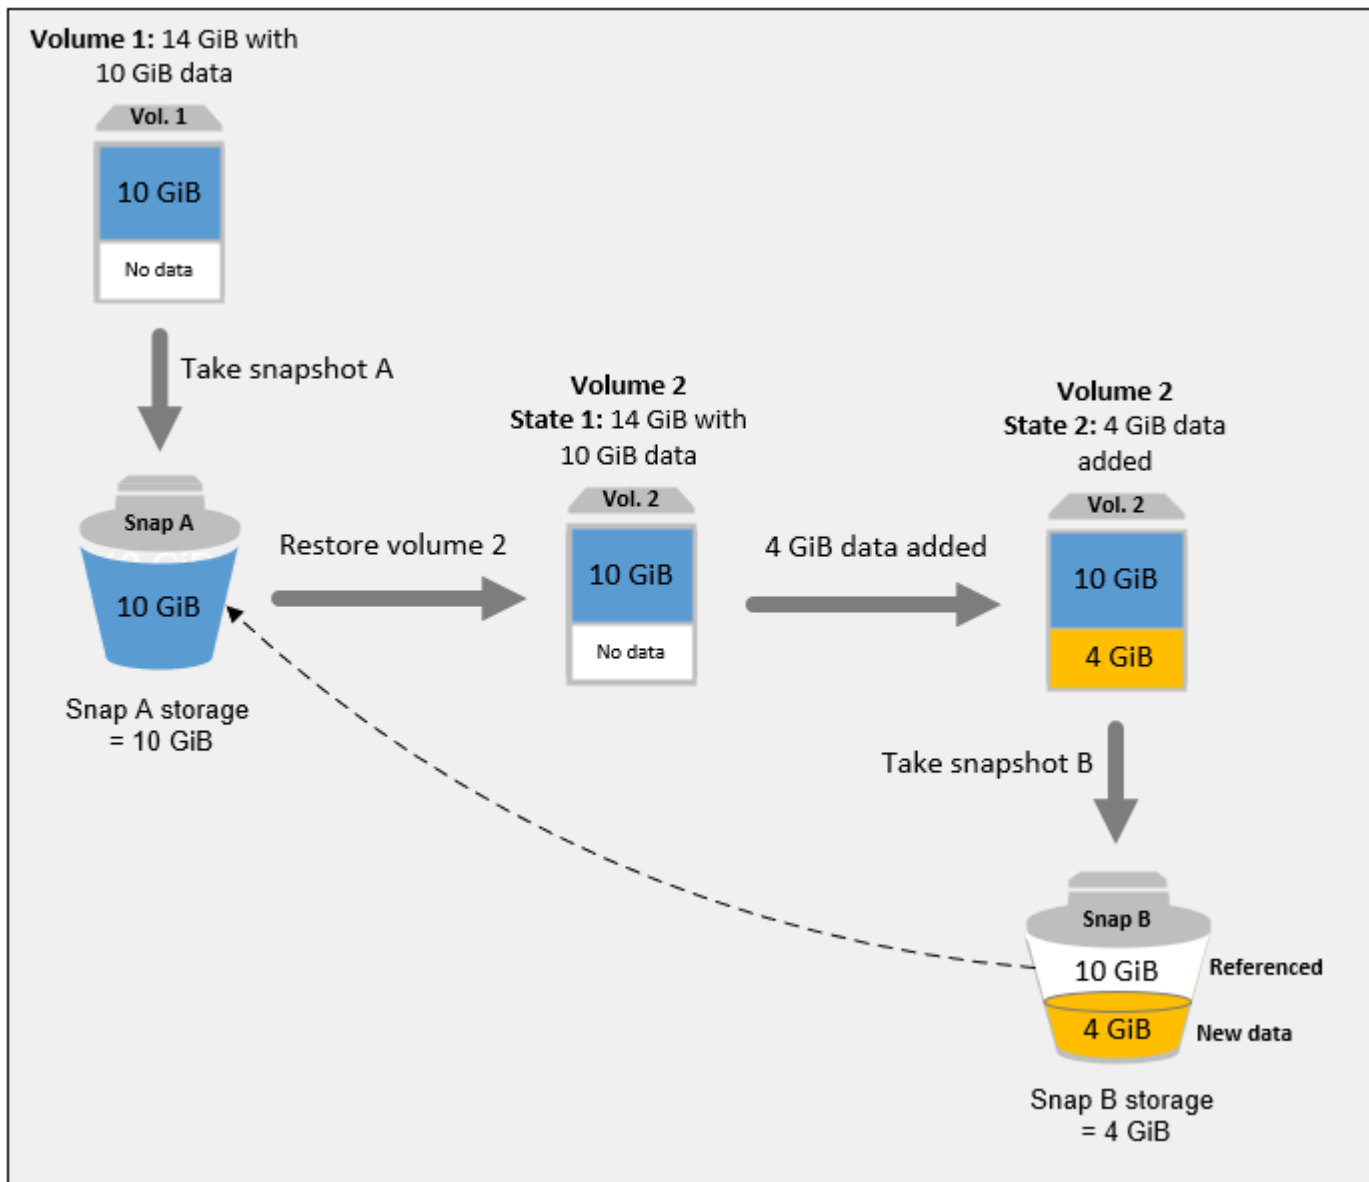 Volume 1: 14 GiB with
10 GiB data
Vol. 1
10 GiB
No data
Take snapshot A
Snap A
10 GiB
Snap A storage
= 10 GiB
Restore volume 2
Volume 2
State 1: 14 GiB with
10 GiB data
Vol. 2
10 GiB
No data
4 GiB data added
Volume 2
State 2: 4 GiB data
added
Vol. 2
10 GiB
4 GiB
Take snapshot B
Snap B
10 GiB Referenced
4 GiB New data
Snap B storage
= 4 GiB